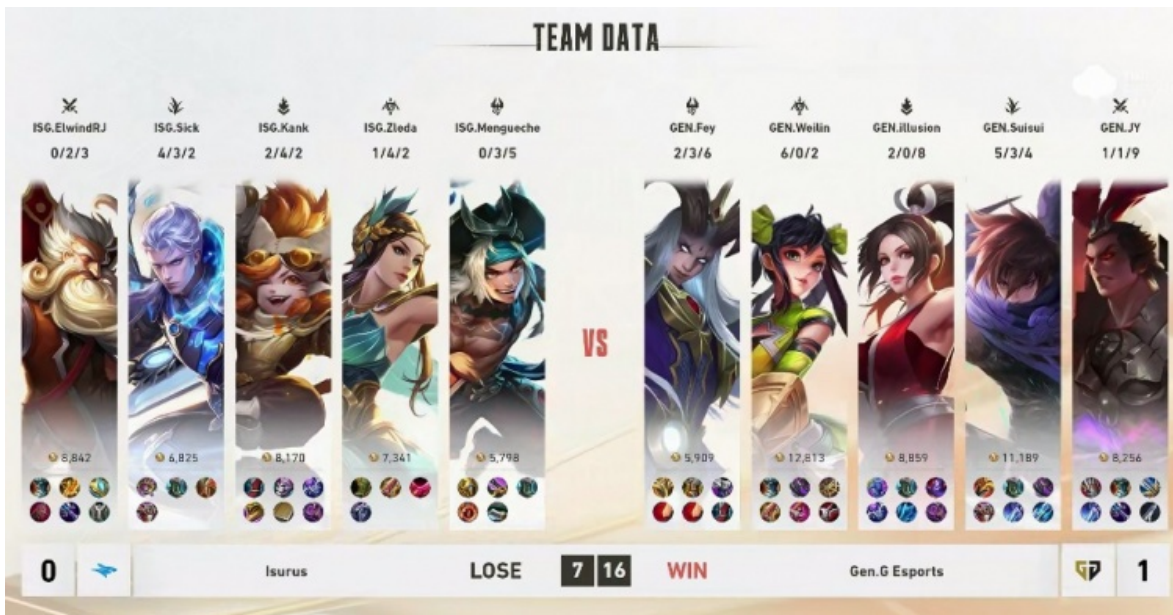 TEAM DATA
ISG.ElwindRJ ISG.Sick ISG.Kank ISG.Zleda ISG.Mengueche GEN.Fey GEN.Weilin GEN.illusion GEN.Suisui GEN.JY
0/2/3 4/3/2 2/4/2 1/4/2 0/3/5 2/3/6 6/0/2 2/0/8 5/3/4 1/1/9
VS
8,842 6,825 8,170 7,341 5,798 5,909 12,813 8,859 11,189 8,256
0 Isurus LOSE 7 16 WIN Gen.G Esports 1